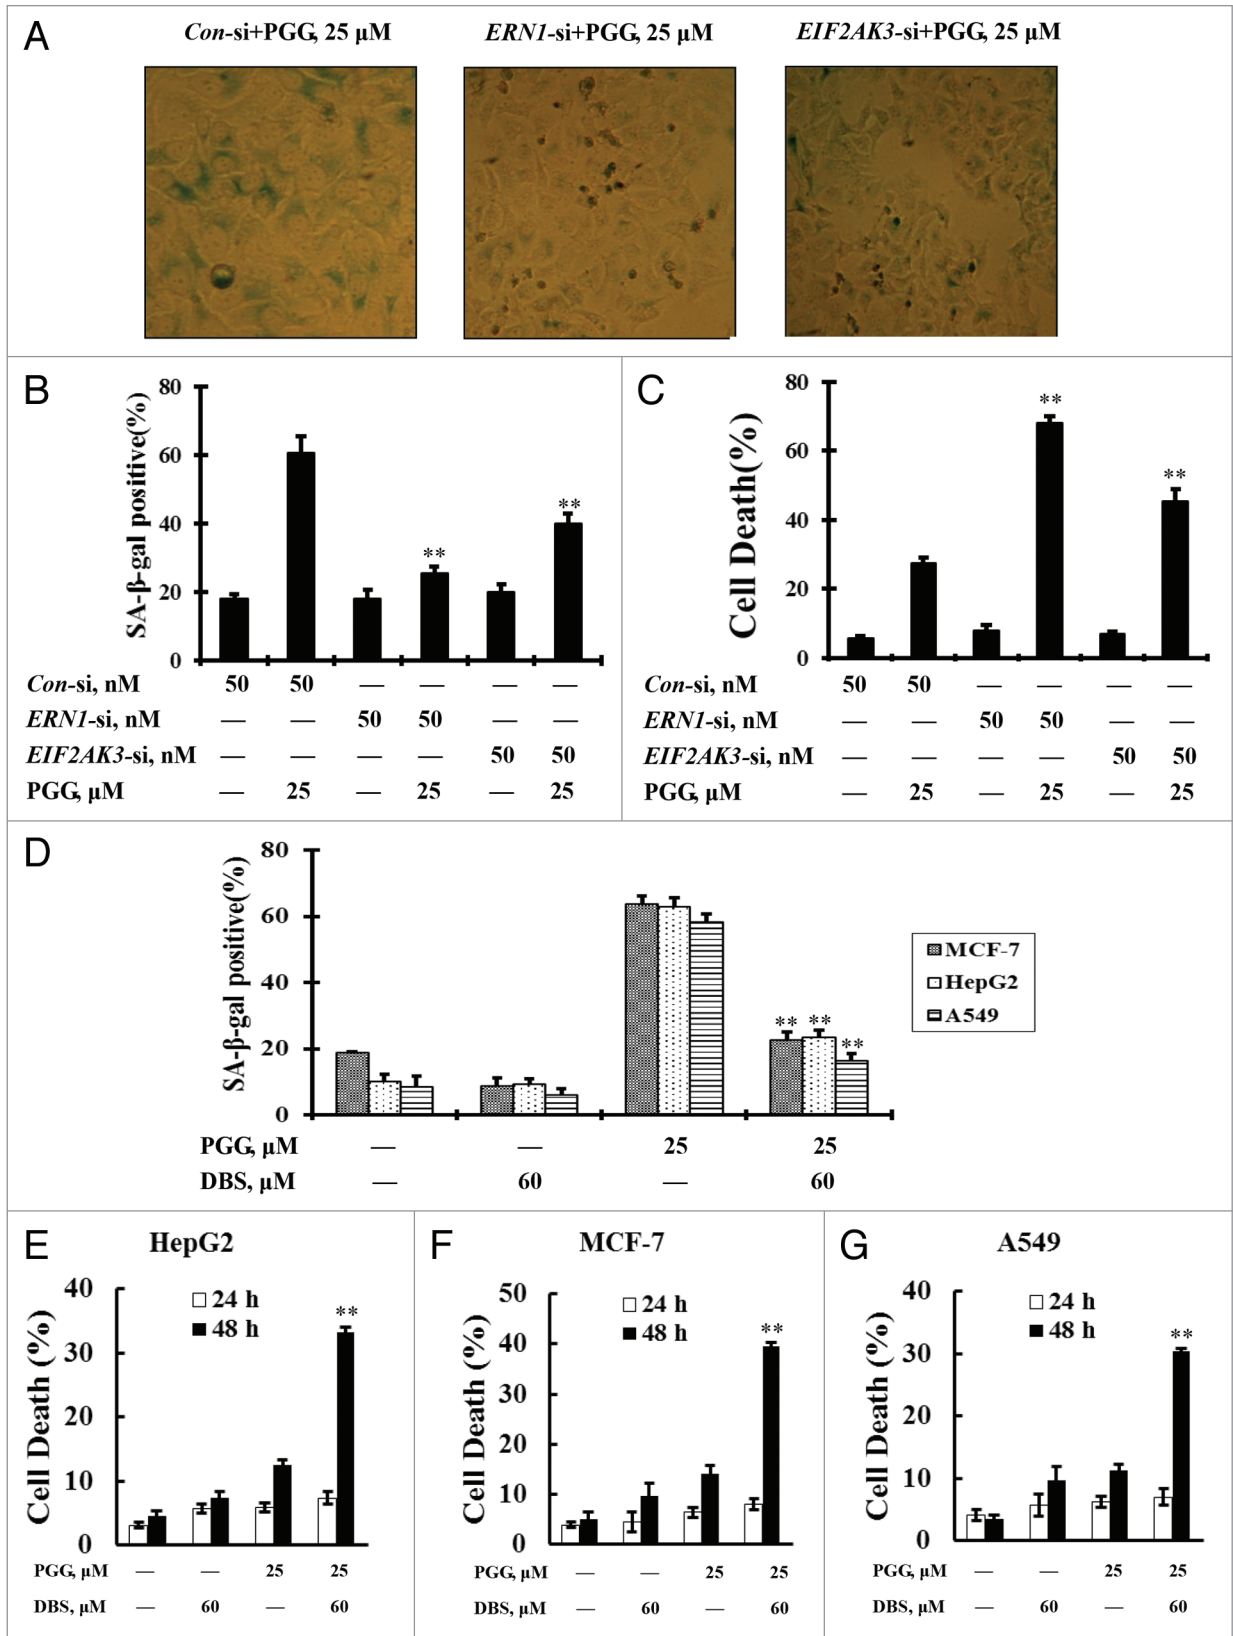 A
Con-si+PGG, 25 µM ERN1-si+PGG, 25 µM EIF2AK3-si+PGG, 25 µM
B
SA-β-gal positive(%)
80
60
40
20
0
** **
Con-si, nM 50 50 — — — —
ERN1-si, nM — — 50 50 — —
EIF2AK3-si, nM — — — — 50 50
PGG, µM — 25 — 25 — 25
C
Cell Death(%)
80
60
40
20
0
** **
Con-si, nM 50 50 — — — —
ERN1-si, nM — — 50 50 — —
EIF2AK3-si, nM — — — — 50 50
PGG, µM — 25 — 25 — 25
D
SA-β-gal positive(%)
80
60
40
20
0
** ** **
MCF-7
HepG2
A549
PGG, µM — — 25 25
DBS, µM — 60 — 60
E
HepG2
Cell Death (%)
40
30
20
10
0
24 h
48 h
**
PGG, µM — — 25 25
DBS, µM — 60 — 60
F
MCF-7
Cell Death (%)
50
40
30
20
10
0
24 h
48 h
**
PGG, µM — — 25 25
DBS, µM — 60 — 60
G
A549
Cell Death (%)
40
30
20
10
0
24 h
48 h
**
PGG, µM — — 25 25
DBS, µM — 60 — 60